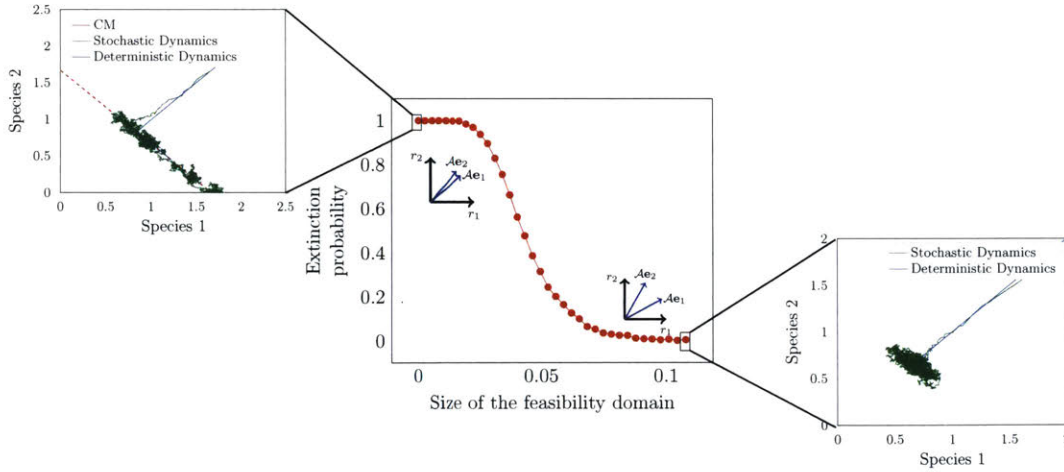 2.5
2
1.5
1
0.5
0
Species 2
CM
Stochastic Dynamics
Deterministic Dynamics
0 0.5 1 1.5 2 2.5
Species 1
Extinction
probability
1
0.8
0.6
0.4
0.2
0
r₂
𝒜e₂
𝒜e₁
r₁
r₂
𝒜e₂
𝒜e₁
r₁
0 0.05 0.1
Size of the feasibility domain
2
1.5
1
0.5
0
Species 2
Stochastic Dynamics
Deterministic Dynamics
0 0.5 1 1.5
Species 1